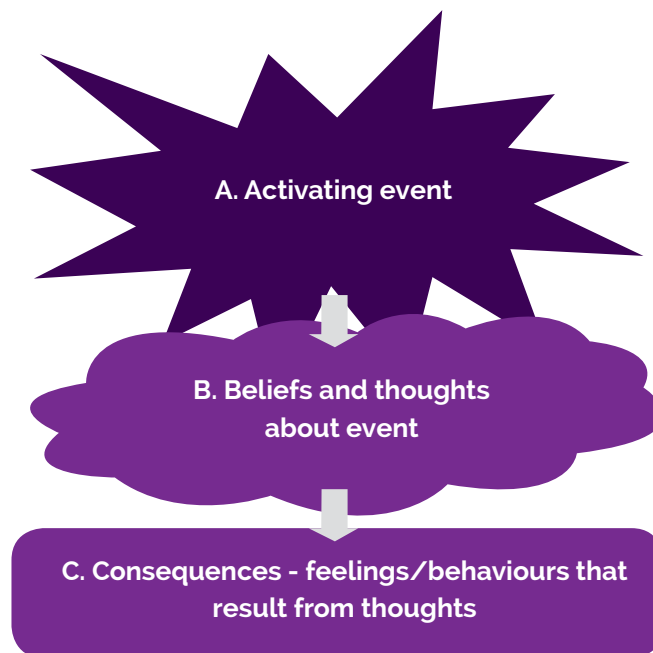 A. Activating event
B. Beliefs and thoughts
about event
C. Consequences - feelings/behaviours that
result from thoughts